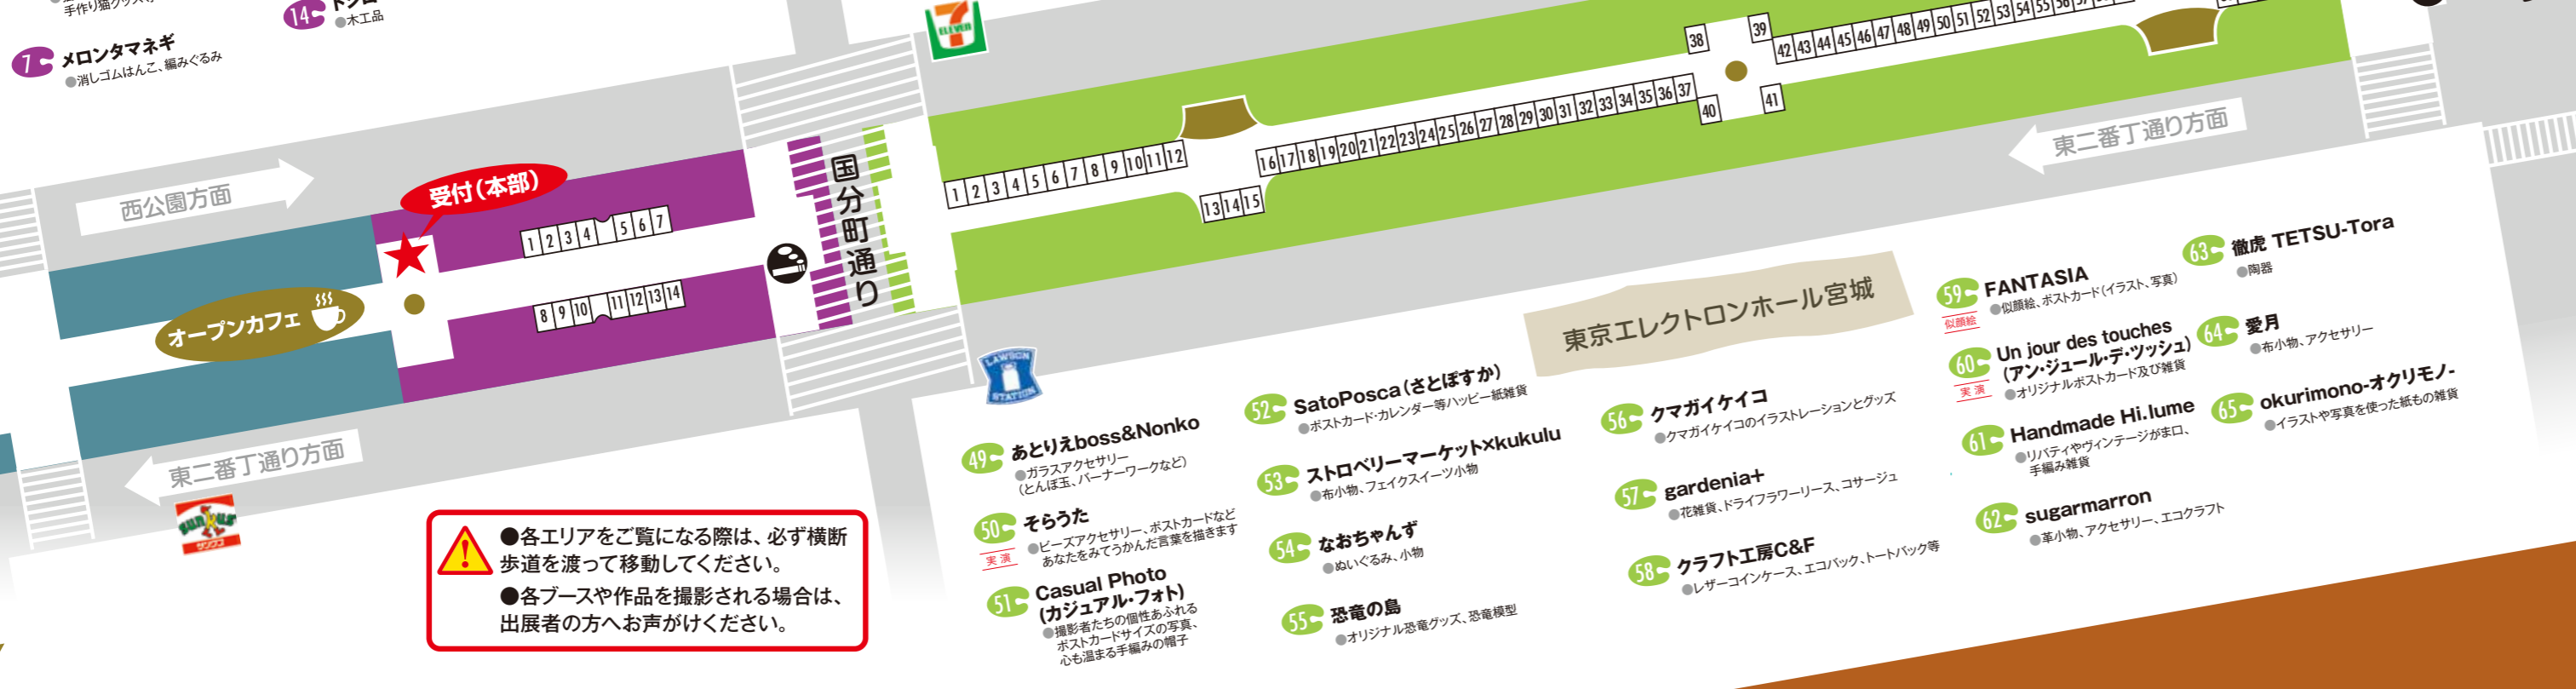 手作り猫グッズ
7 メロンタマネギ
●消しゴムはんこ、編みぐるみ
14
●木工品
西公園方面
受付（本部）
オープンカフェ
東二番丁通り方面
SUNKUS
サンクス
1 2 3 4 5 6 7
8 9 10 11 12 13 14
国分町通り
7
ELEVEN
LAWSON
STATION
1 2 3 4 5 6 7 8 9 10 11 12
13 14 15
16 17 18 19 20 21 22 23 24 25 26 27 28 29 30 31 32 33 34 35 36 37
38
39
40
41
42 43 44 45 46 47 48 49 50 51 52 53 54 55 56
東二番丁通り方面
東京エレクトロンホール宮城
●各エリアをご覧になる際は、必ず横断
歩道を渡って移動してください。
●各ブースや作品を撮影される場合は、
出展者の方へお声がけください。
49 あとりえboss&Nonko
●ガラスアクセサリー
（とんぼ玉、バーナーワークなど）
50 そらうた
実演
●ビーズアクセサリー、ポストカードなど
あなたをみてうかんだ言葉を描きます
51 Casual Photo
(カジュアル・フォト)
●撮影者たちの個性あふれる
ポストカードサイズの写真、
心も温まる手編みの帽子
52 SatoPosca（さとぽすか）
●ポストカード・カレンダー等ハッピー紙雑貨
53 ストロベリーマーケット×kukulu
●布小物、フェイクスイーツ小物
54 なおちゃんず
●ぬいぐるみ、小物
55 恐竜の島
●オリジナル恐竜グッズ、恐竜模型
56 クマガイケイコ
●クマガイケイコのイラストレーションとグッズ
57 gardenia+
●花雑貨、ドライフラワーリース、コサージュ
58 クラフト工房C&F
●レザーコインケース、エコバック、トートバック等
59 FANTASIA
似顔絵
●似顔絵、ポストカード（イラスト、写真）
60 Un jour des touches
(アン・ジュール・デ・ツッシュ)
実演
●オリジナルポストカード及び雑貨
61 Handmade Hi.lume
●リバティやヴィンテージがま口、
手編み雑貨
62 sugarmarron
●革小物、アクセサリー、エコクラフト
63 徹虎 TETSU-Tora
●陶器
64 愛月
●布小物、アクセサリー
65 okurimono-オクリモノ-
●イラストや写真を使った紙もの雑貨